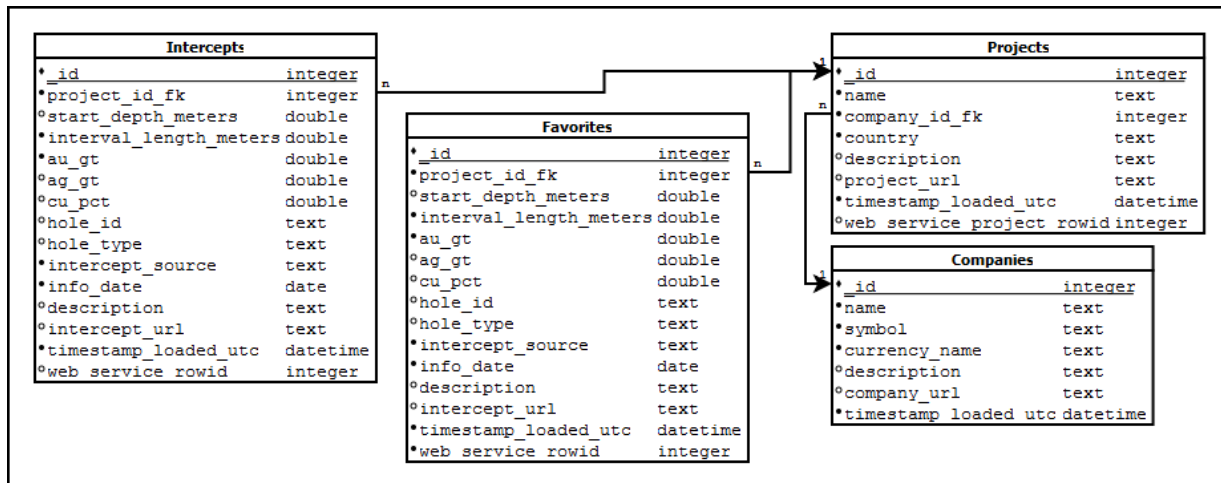 Intercepts
_id integer
project_id_fk integer
start_depth_meters double
interval_length_meters double
au_gt double
ag_gt double
cu_pct double
hole_id text
hole_type text
intercept_source text
info_date date
description text
intercept_url text
timestamp_loaded_utc datetime
web_service_rowid integer
n
Favorites
_id integer
project_id_fk integer
start_depth_meters double
interval_length_meters double
au_gt double
ag_gt double
cu_pct double
hole_id text
hole_type text
intercept_source text
info_date date
description text
intercept_url text
timestamp_loaded_utc datetime
web_service_rowid integer
n
1
n
Projects
_id integer
name text
company_id_fk integer
country text
description text
project_url text
timestamp_loaded_utc datetime
web_service_project_rowid integer
1
Companies
_id integer
name text
symbol text
currency_name text
description text
company_url text
timestamp_loaded_utc datetime